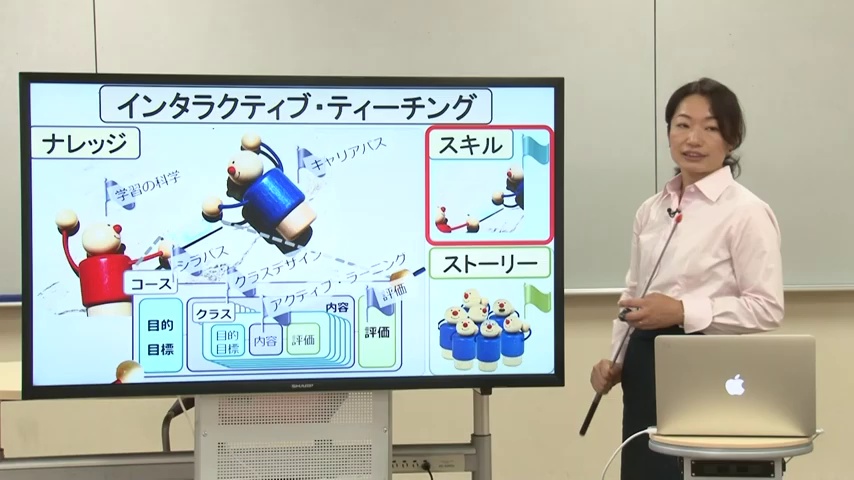 インタラクティブ・ティーチング
ナレッジ
スキル
キャリアパス
学習の科学
シラバス
クラスデザイン
アクティブ・ラーニング
評価
ストーリー
コース
目的
目標
クラス
内容
目的
目標
内容
評価
評価
SHARP